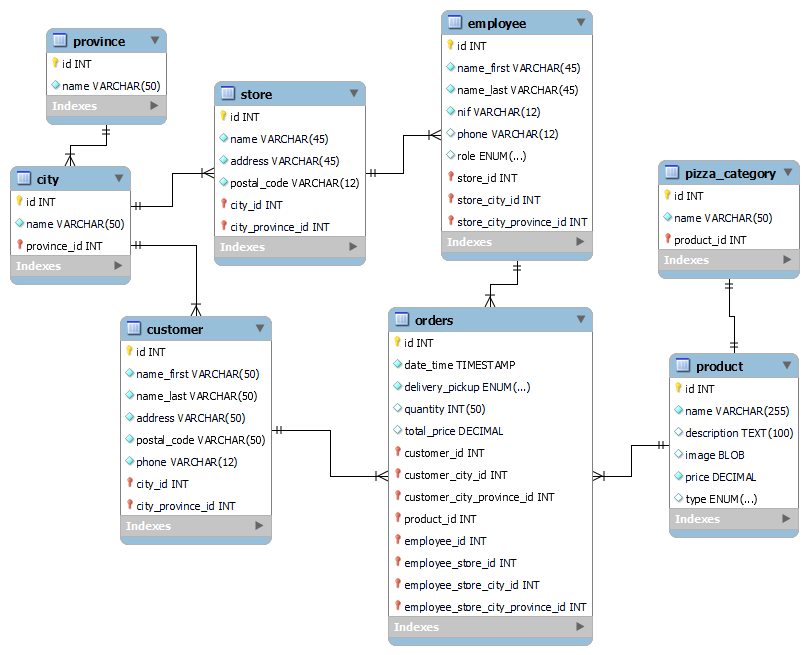 province
id INT
name VARCHAR(50)
Indexes
city
id INT
name VARCHAR(50)
province_id INT
Indexes
store
id INT
name VARCHAR(45)
address VARCHAR(45)
postal_code VARCHAR(12)
city_id INT
city_province_id INT
Indexes
employee
id INT
name_first VARCHAR(45)
name_last VARCHAR(45)
nif VARCHAR(12)
phone VARCHAR(12)
role ENUM(...)
store_id INT
store_city_id INT
store_city_province_id INT
Indexes
pizza_category
id INT
name VARCHAR(50)
product_id INT
Indexes
customer
id INT
name_first VARCHAR(50)
name_last VARCHAR(50)
address VARCHAR(50)
postal_code VARCHAR(50)
phone VARCHAR(12)
city_id INT
city_province_id INT
Indexes
orders
id INT
date_time TIMESTAMP
delivery_pickup ENUM(...)
quantity INT(50)
total_price DECIMAL
customer_id INT
customer_city_id INT
customer_city_province_id INT
product_id INT
employee_id INT
employee_store_id INT
employee_store_city_id INT
employee_store_city_province_id INT
Indexes
product
id INT
name VARCHAR(255)
description TEXT(100)
image BLOB
price DECIMAL
type ENUM(...)
Indexes